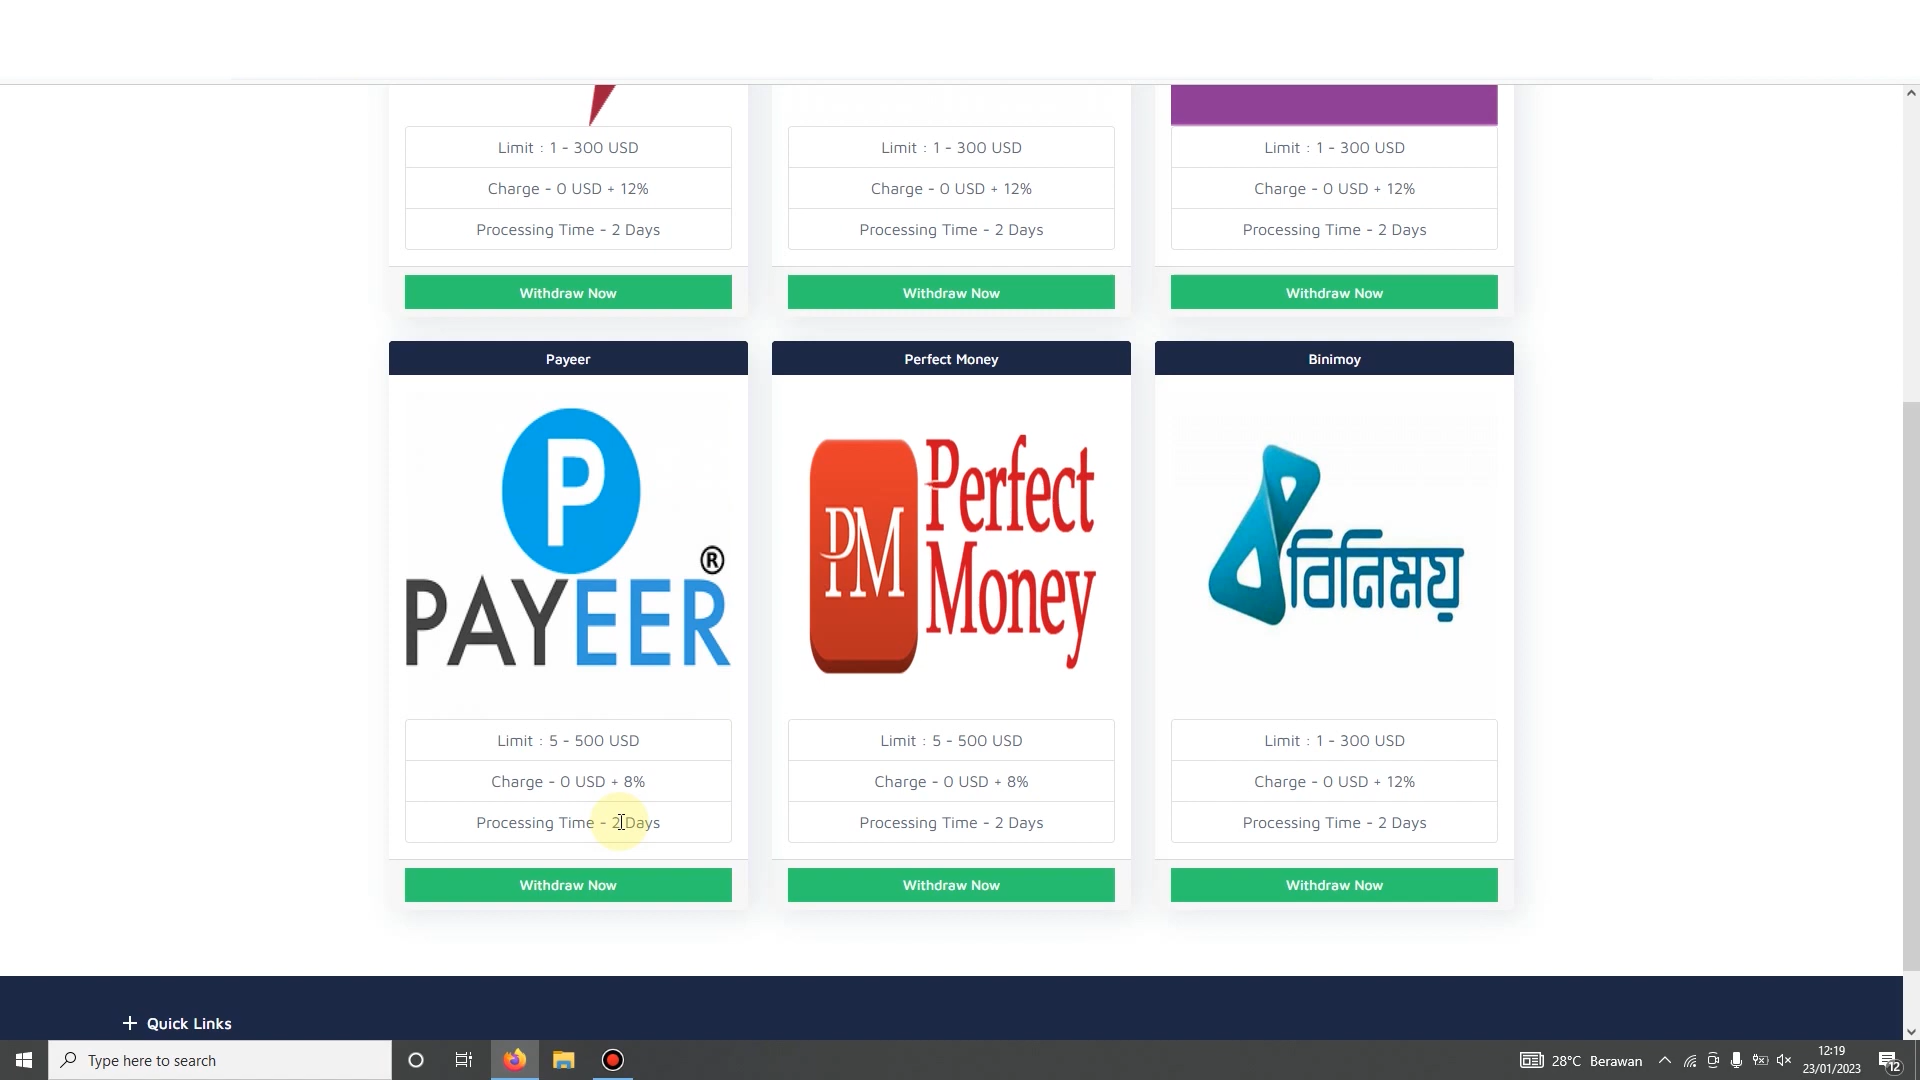 Limit : 1 - 300 USD
Limit : 1 - 300 USD
Limit : 1 - 300 USD
Charge - 0 USD + 12%
Charge - 0 USD + 12%
Charge - 0 USD + 12%
Processing Time - 2 Days
Processing Time - 2 Days
Processing Time - 2 Days
Withdraw Now
Withdraw Now
Withdraw Now
Payeer
Perfect Money
Binimoy
P
PAYEER
®
PM
Perfect
Money
বিনিময়
Limit : 5 - 500 USD
Limit : 5 - 500 USD
Limit : 1 - 300 USD
Charge - 0 USD + 8%
Charge - 0 USD + 8%
Charge - 0 USD + 12%
Processing Time - 2 Days
Processing Time - 2 Days
Processing Time - 2 Days
Withdraw Now
Withdraw Now
Withdraw Now
+ Quick Links
Type here to search
28°C Berawan
12:19
23/01/2023
12